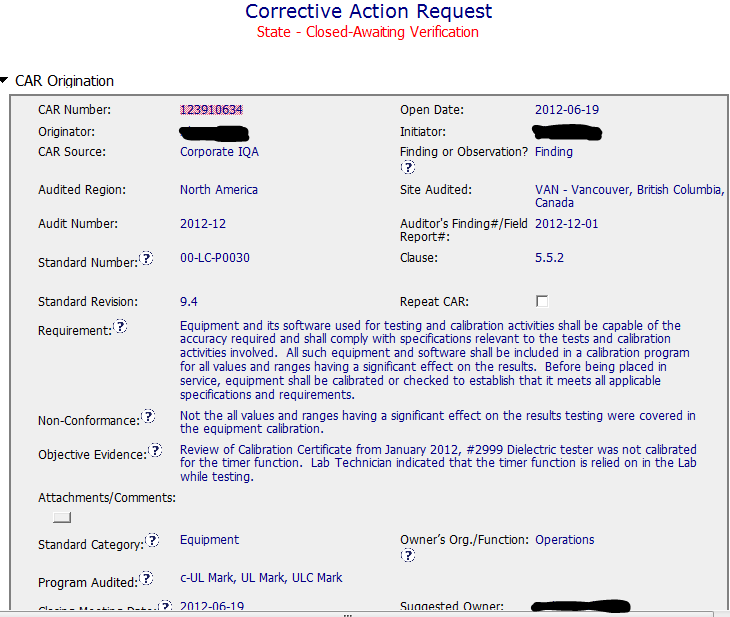 Corrective Action Request
State - Closed-Awaiting Verification
CAR Origination
CAR Number: 123910634 Open Date: 2012-06-19
Originator: Initiator:
CAR Source: Corporate IQA Finding or Observation? Finding
?
Audited Region: North America Site Audited: VAN - Vancouver, British Columbia,
Canada
Audit Number: 2012-12 Auditor's Finding#/Field 2012-12-01
Report#:
Standard Number:? 00-LC-P0030 Clause: 5.5.2
Standard Revision: 9.4 Repeat CAR:
Requirement:? Equipment and its software used for testing and calibration activities shall be capable of the
accuracy required and shall comply with specifications relevant to the tests and calibration
activities involved. All such equipment and software shall be included in a calibration program
for all values and ranges having a significant effect on the results. Before being placed in
service, equipment shall be calibrated or checked to establish that it meets all applicable
specifications and requirements.
Non-Conformance:? Not the all values and ranges having a significant effect on the results testing were covered in
the equipment calibration.
Objective Evidence:? Review of Calibration Certificate from January 2012, #2999 Dielectric tester was not calibrated
for the timer function. Lab Technician indicated that the timer function is relied on in the Lab
while testing.
Attachments/Comments:
Standard Category:? Equipment Owner's Org./Function: Operations
?
Program Audited:? c-UL Mark, UL Mark, ULC Mark
Closing Meeting Date:? 2012-06-19 Suggested Owner: